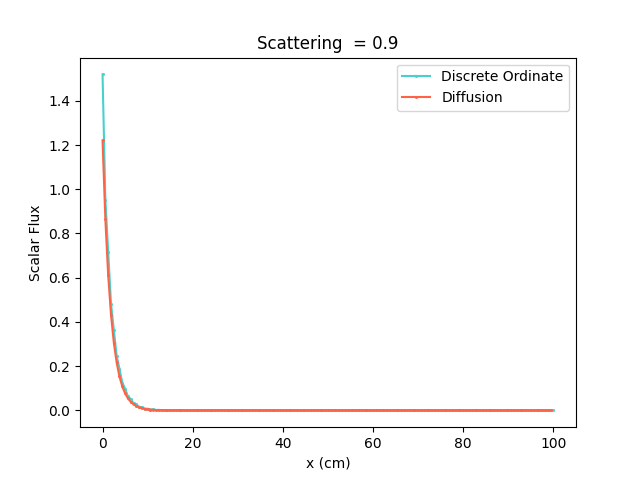 Scattering  = 0.9
Discrete Ordinate
Diffusion
Scalar Flux
1.4
1.2
1.0
0.8
0.6
0.4
0.2
0.0
0 20 40 60 80 100
x (cm)